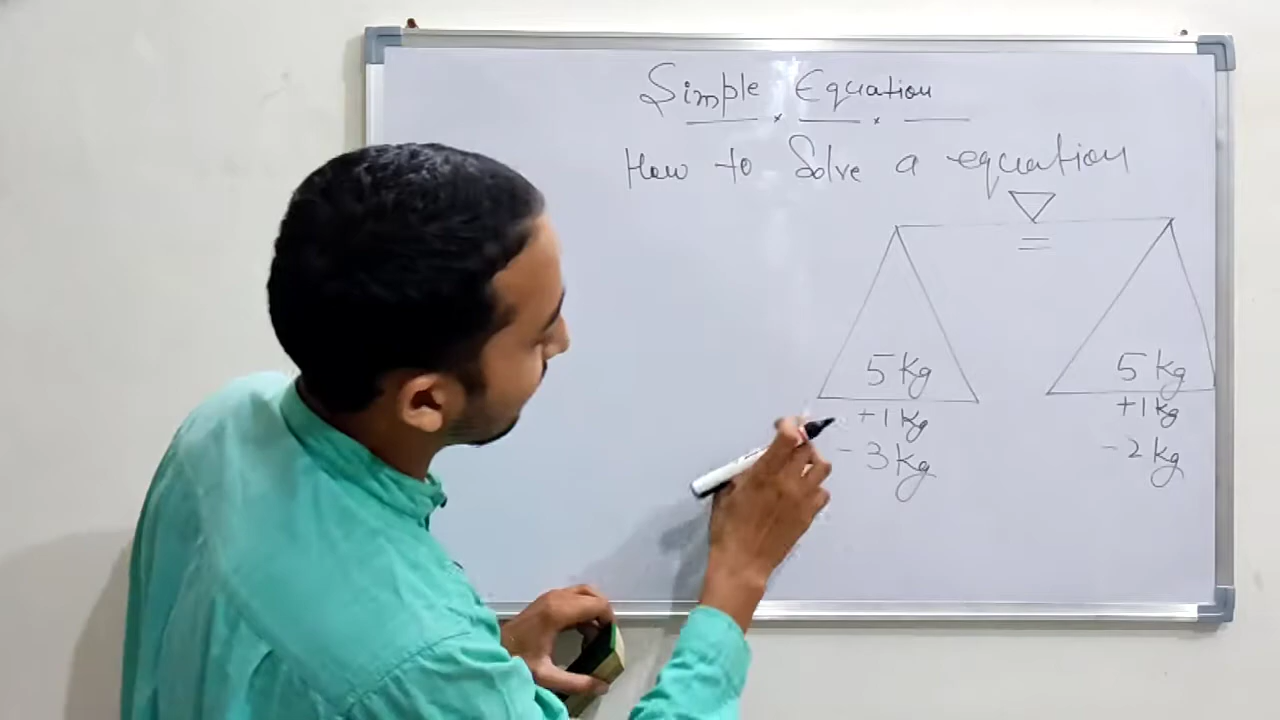 Simple Equation
How to Solve a equation
=
5 kg 5 kg
+1 kg +1 kg
- 3 kg - 2 kg